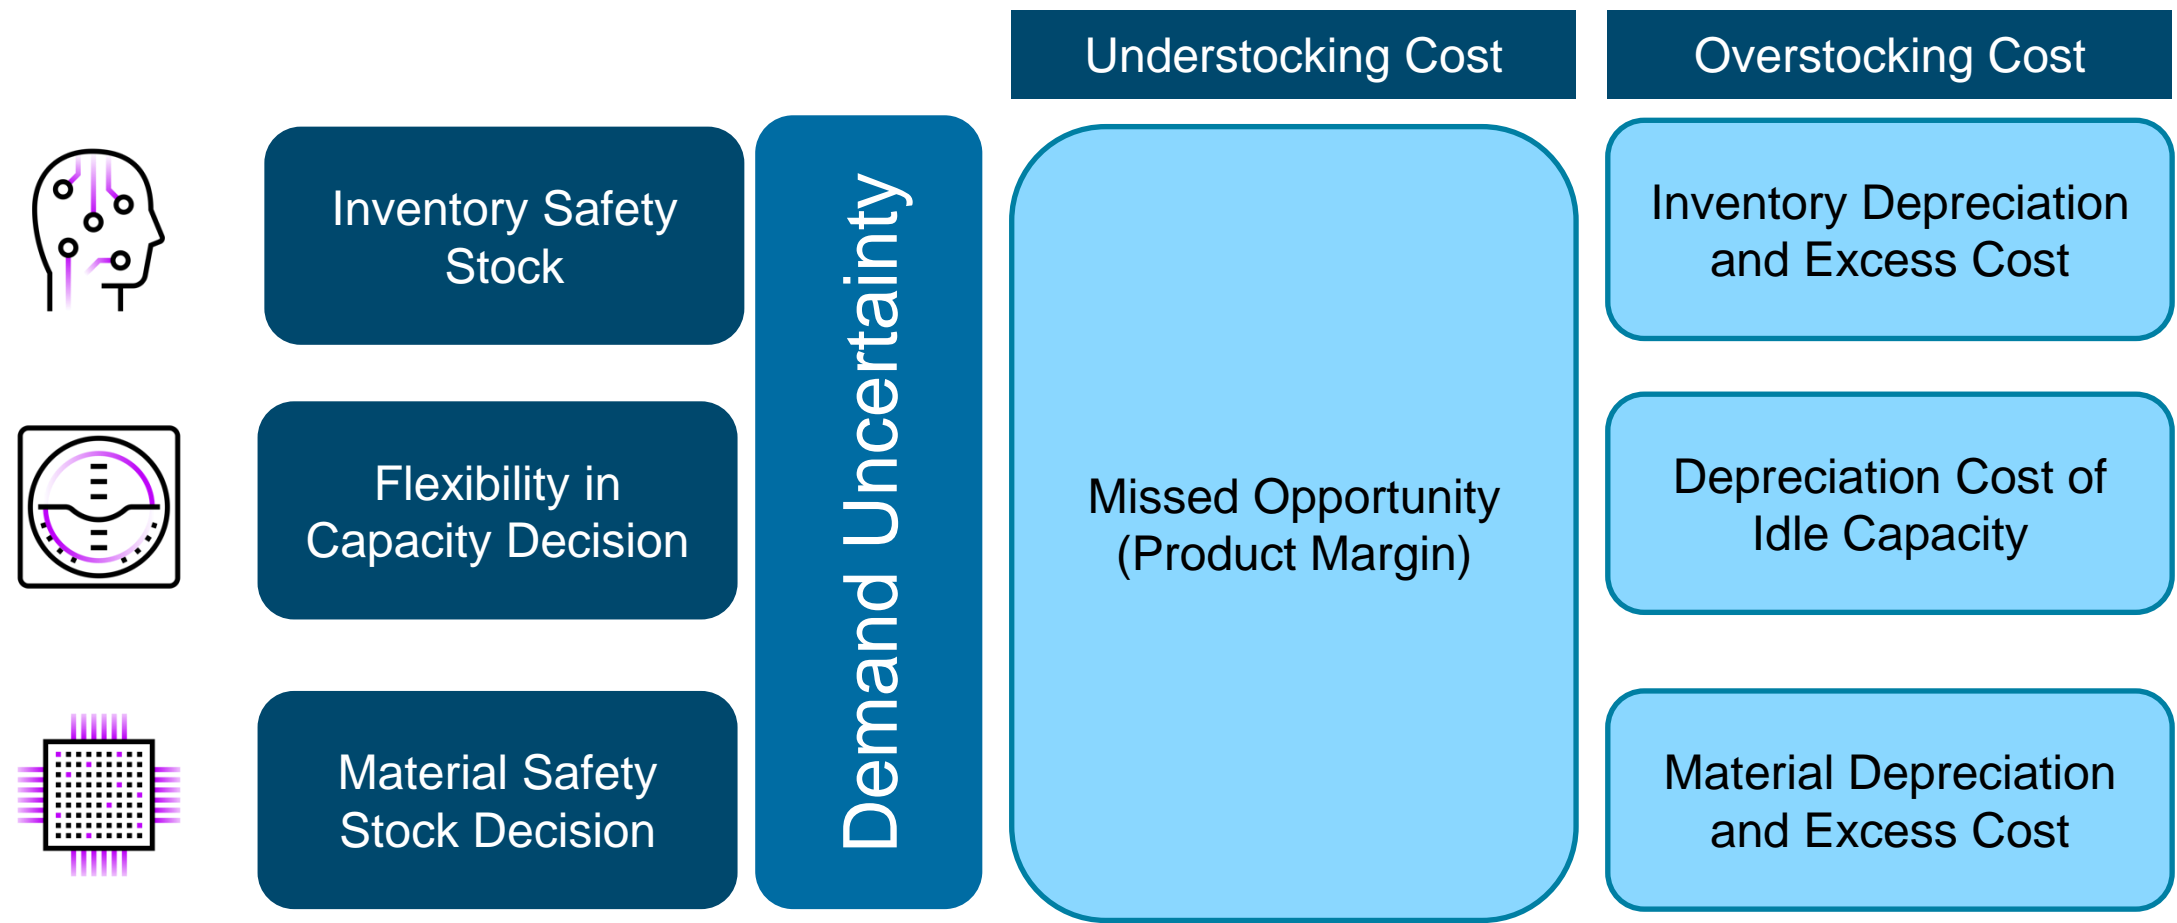 Understocking Cost
Overstocking Cost
Inventory Safety
Stock
Flexibility in
Capacity Decision
Material Safety
Stock Decision
Demand Uncertainty
Missed Opportunity
(Product Margin)
Inventory Depreciation
and Excess Cost
Depreciation Cost of
Idle Capacity
Material Depreciation
and Excess Cost